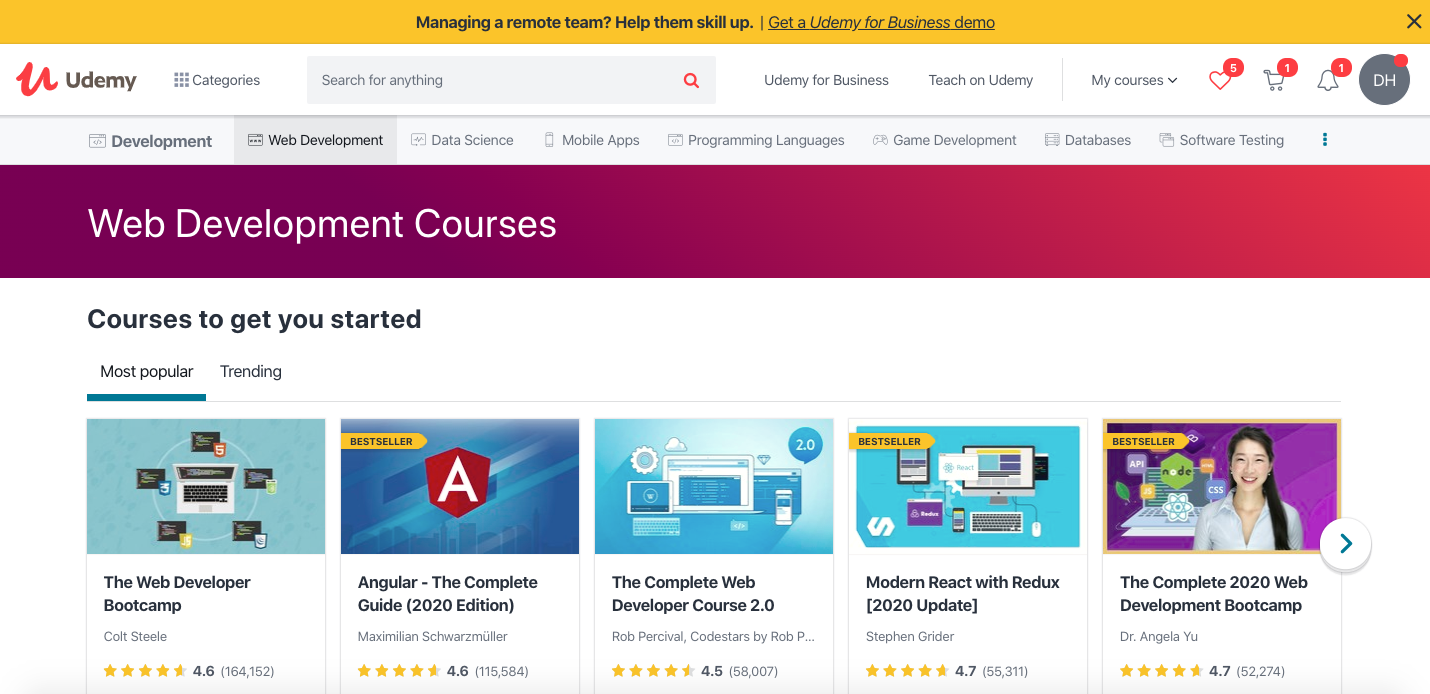 Managing a remote team? Help them skill up. | Get a Udemy for Business demo
Udemy
Categories
Search for anything
Udemy for Business
Teach on Udemy
My courses
5
1
1
DH
Development
Web Development
Data Science
Mobile Apps
Programming Languages
Game Development
Databases
Software Testing
Web Development Courses
Courses to get you started
Most popular
Trending
5
3
JS
The Web Developer
Bootcamp
Colt Steele
4.6 (164,152)
BESTSELLER
A
Angular - The Complete
Guide (2020 Edition)
Maximilian Schwarzmüller
4.6 (115,584)
2.0
</>
The Complete Web
Developer Course 2.0
Rob Percival, Codestars by Rob P...
4.5 (58,007)
BESTSELLER
React
Redux
Modern React with Redux
[2020 Update]
Stephen Grider
4.7 (55,311)
BESTSELLER
API
node
HTML
JS
CSS
The Complete 2020 Web
Development Bootcamp
Dr. Angela Yu
4.7 (52,274)